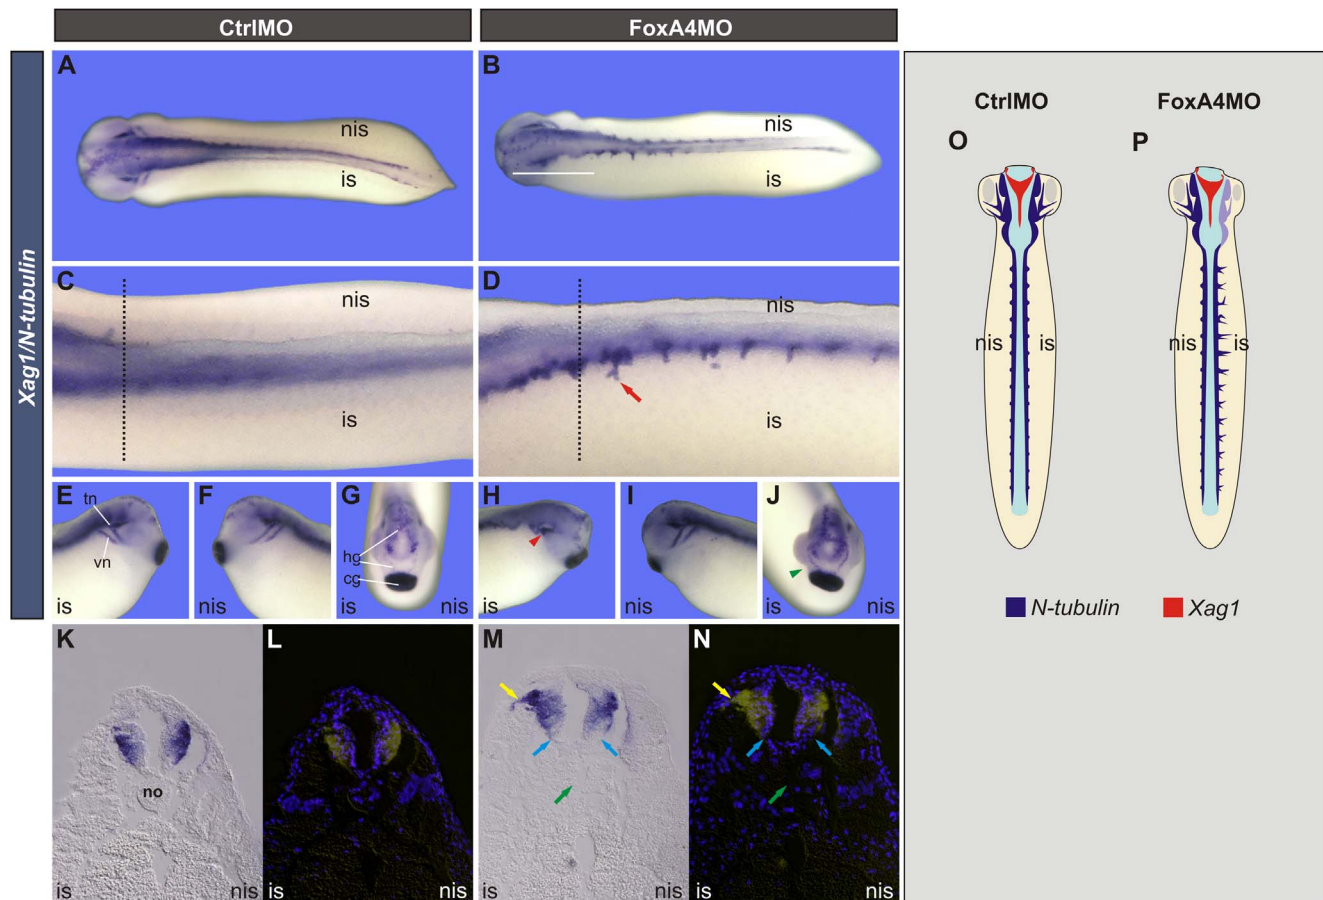 CtrlMO
FoxA4MO
Xag1/N-tubulin
A
nis
is
B
nis
is
C
nis
is
D
nis
is
E
tn
vn
is
F
nis
G
hg
cg
is
nis
H
is
I
nis
J
is
nis
K
no
is
nis
L
M
is
nis
N
is
nis
CtrlMO
FoxA4MO
O
P
nis
is
nis
is
N-tubulin
Xag1